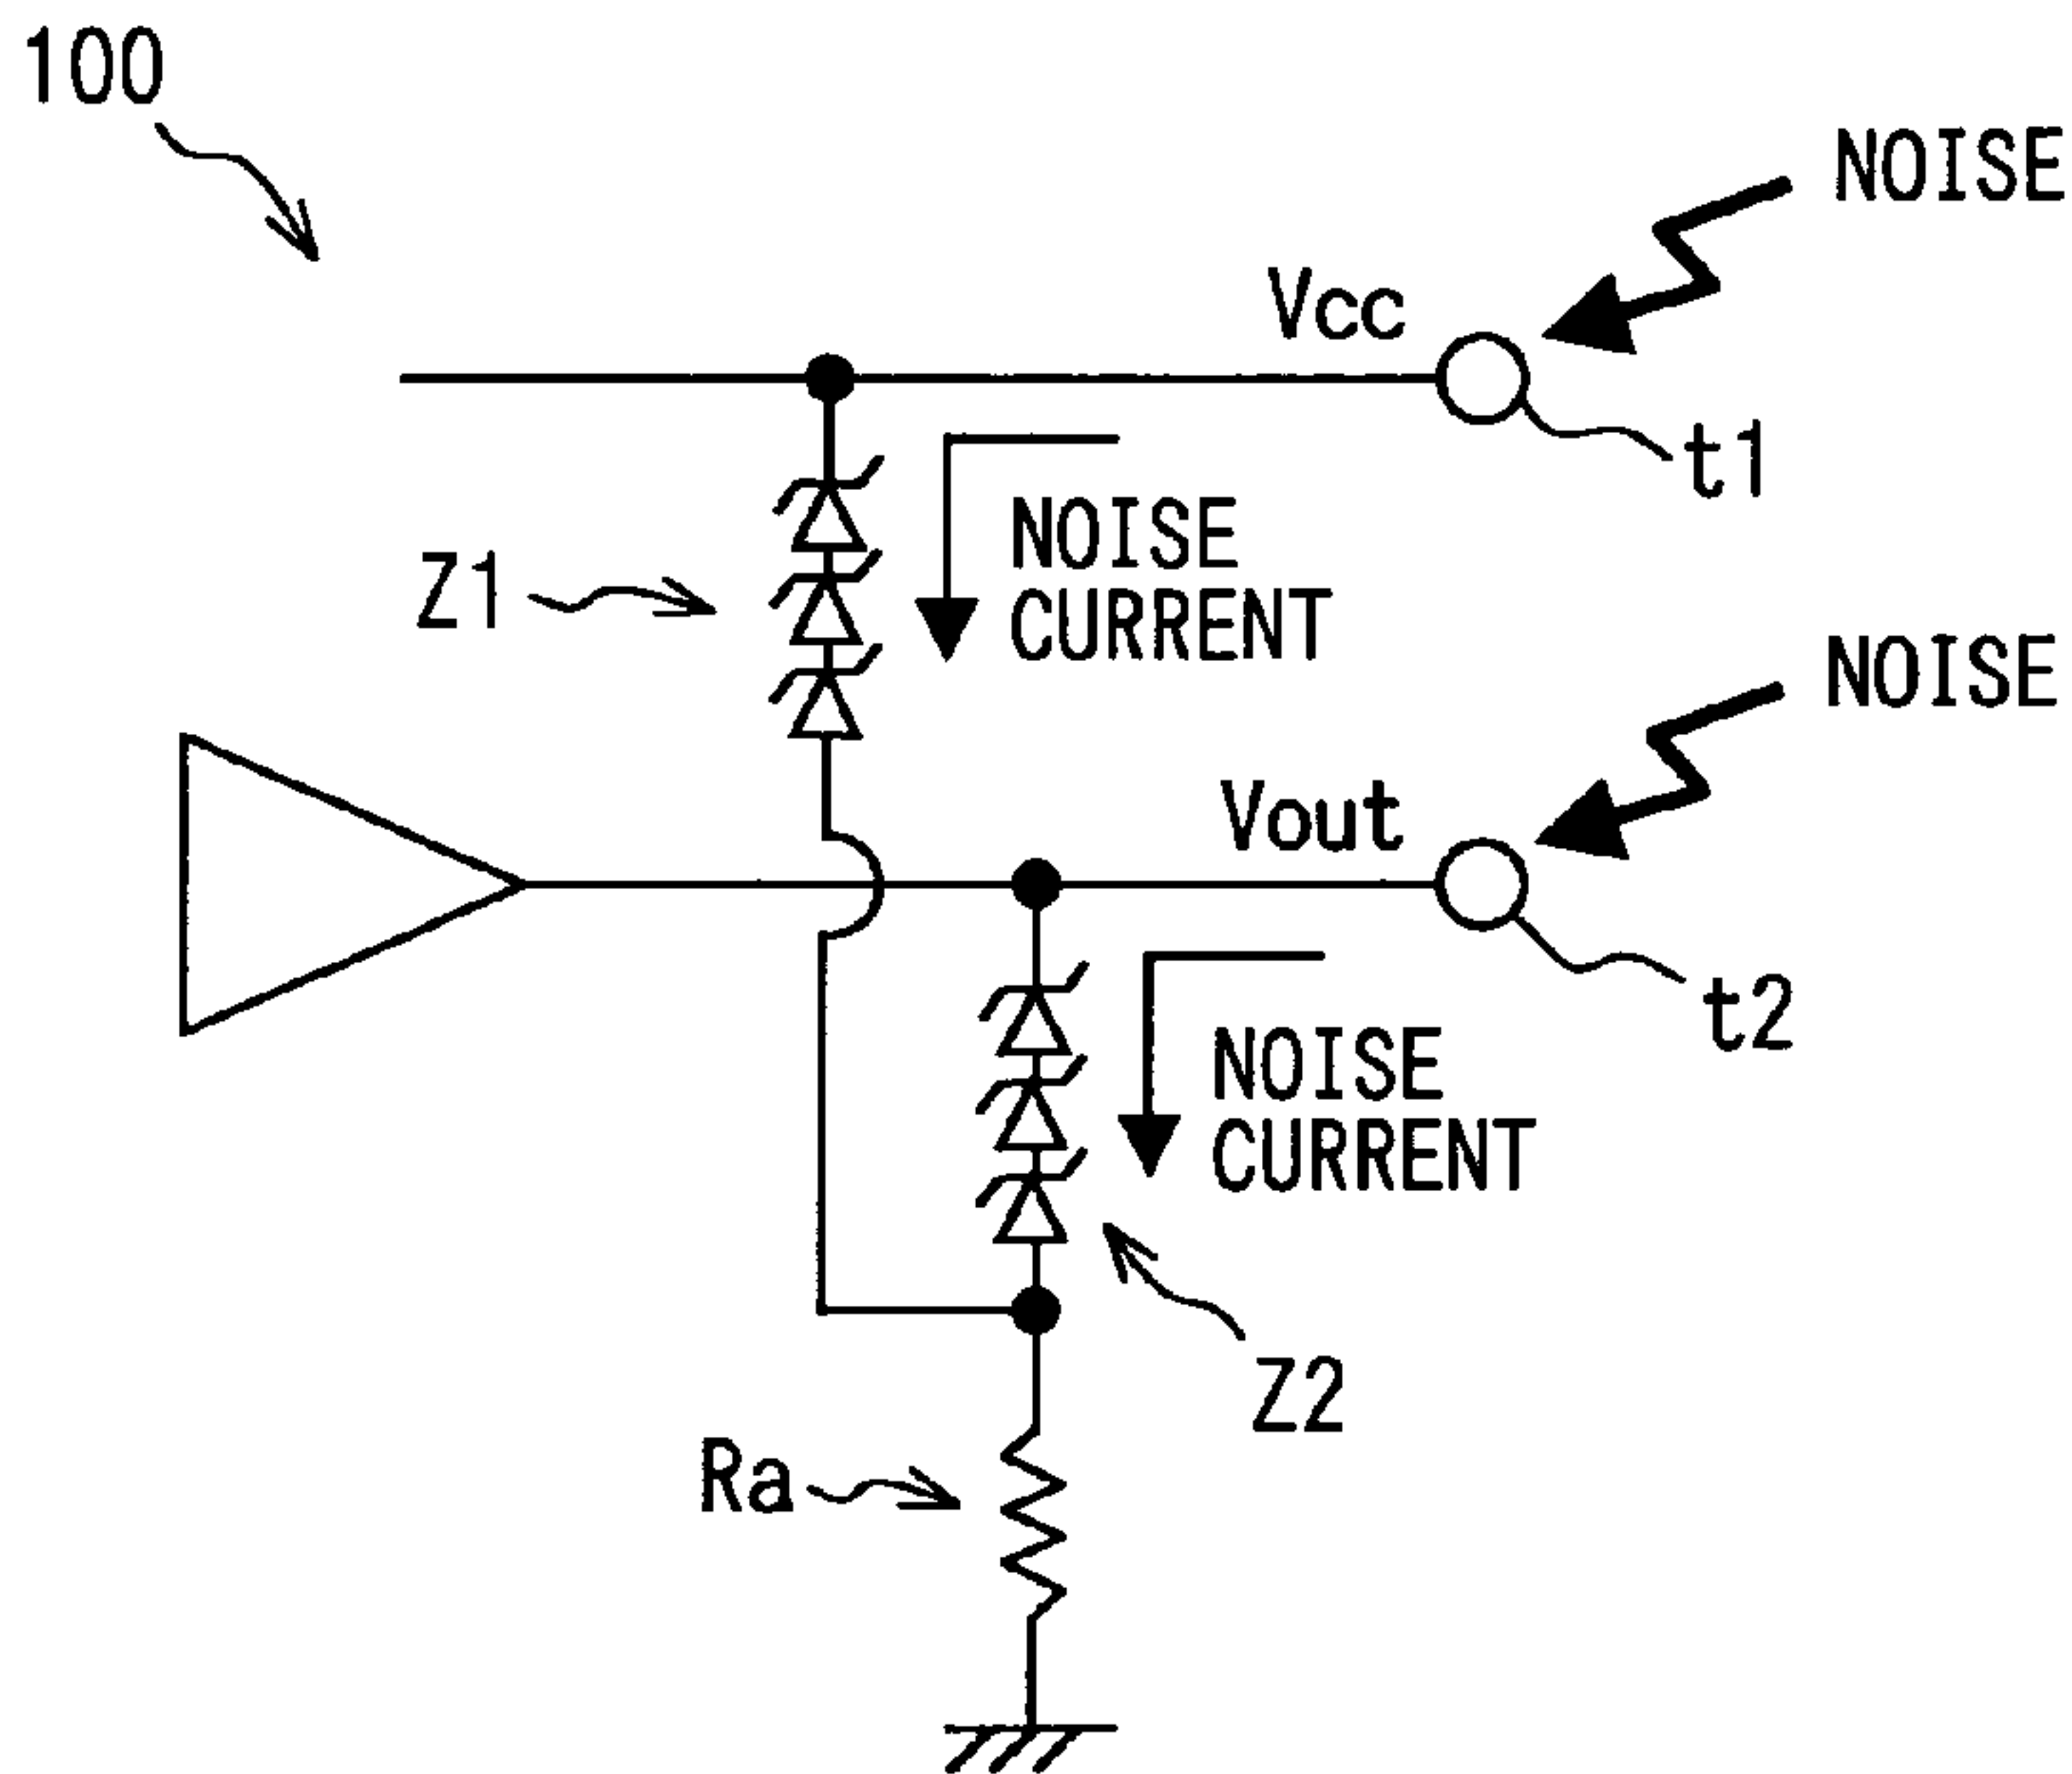 100
NOISE
Vcc
t1
NOISE
CURRENT
Z1
NOISE
Vout
t2
NOISE
CURRENT
Z2
Ra